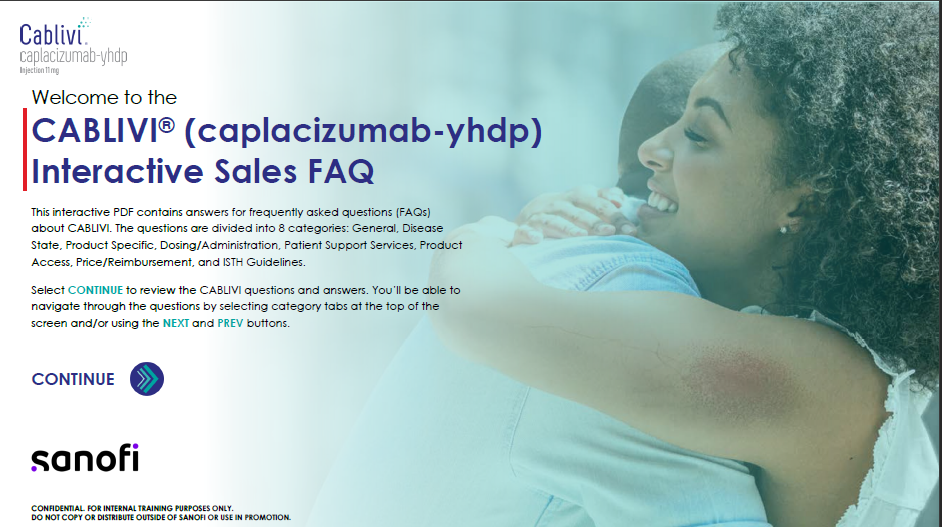 Cablivi®
caplacizumab-yhdp
Injection 11 mg
Welcome to the
CABLIVI® (caplacizumab-yhdp)
Interactive Sales FAQ
This interactive PDF contains answers for frequently asked questions (FAQs)
about CABLIVI. The questions are divided into 8 categories: General, Disease
State, Product Specific, Dosing/Administration, Patient Support Services, Product
Access, Price/Reimbursement, and ISTH Guidelines.
Select CONTINUE to review the CABLIVI questions and answers. You’ll be able to
navigate through the questions by selecting category tabs at the top of the
screen and/or using the NEXT and PREV buttons.
CONTINUE
sanofi
CONFIDENTIAL. FOR INTERNAL TRAINING PURPOSES ONLY.
DO NOT COPY OR DISTRIBUTE OUTSIDE OF SANOFI OR USE IN PROMOTION.